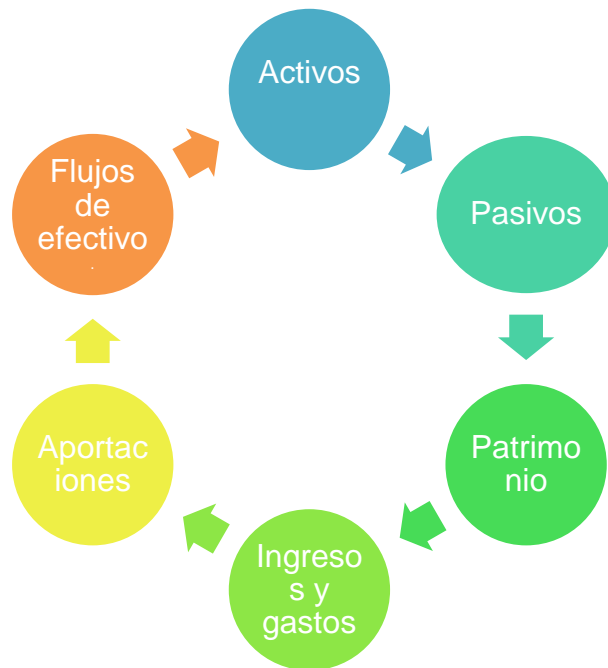 Activos
Pasivos
Patrimo
nio
Ingreso
s y
gastos
Aportac
iones
Flujos
de
efectivo
.